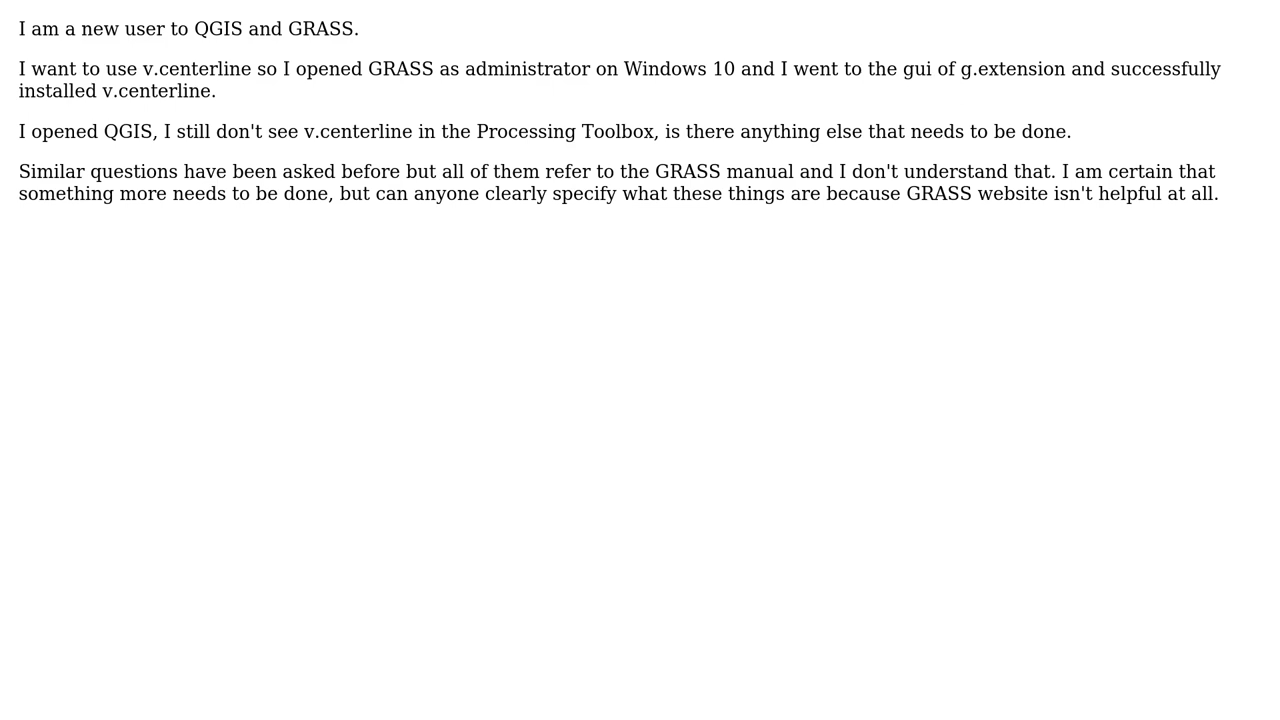 I am a new user to QGIS and GRASS.
I want to use v.centerline so I opened GRASS as administrator on Windows 10 and I went to the gui of g.extension and successfully
installed v.centerline.
I opened QGIS, I still don't see v.centerline in the Processing Toolbox, is there anything else that needs to be done.
Similar questions have been asked before but all of them refer to the GRASS manual and I don't understand that. I am certain that
something more needs to be done, but can anyone clearly specify what these things are because GRASS website isn't helpful at all.